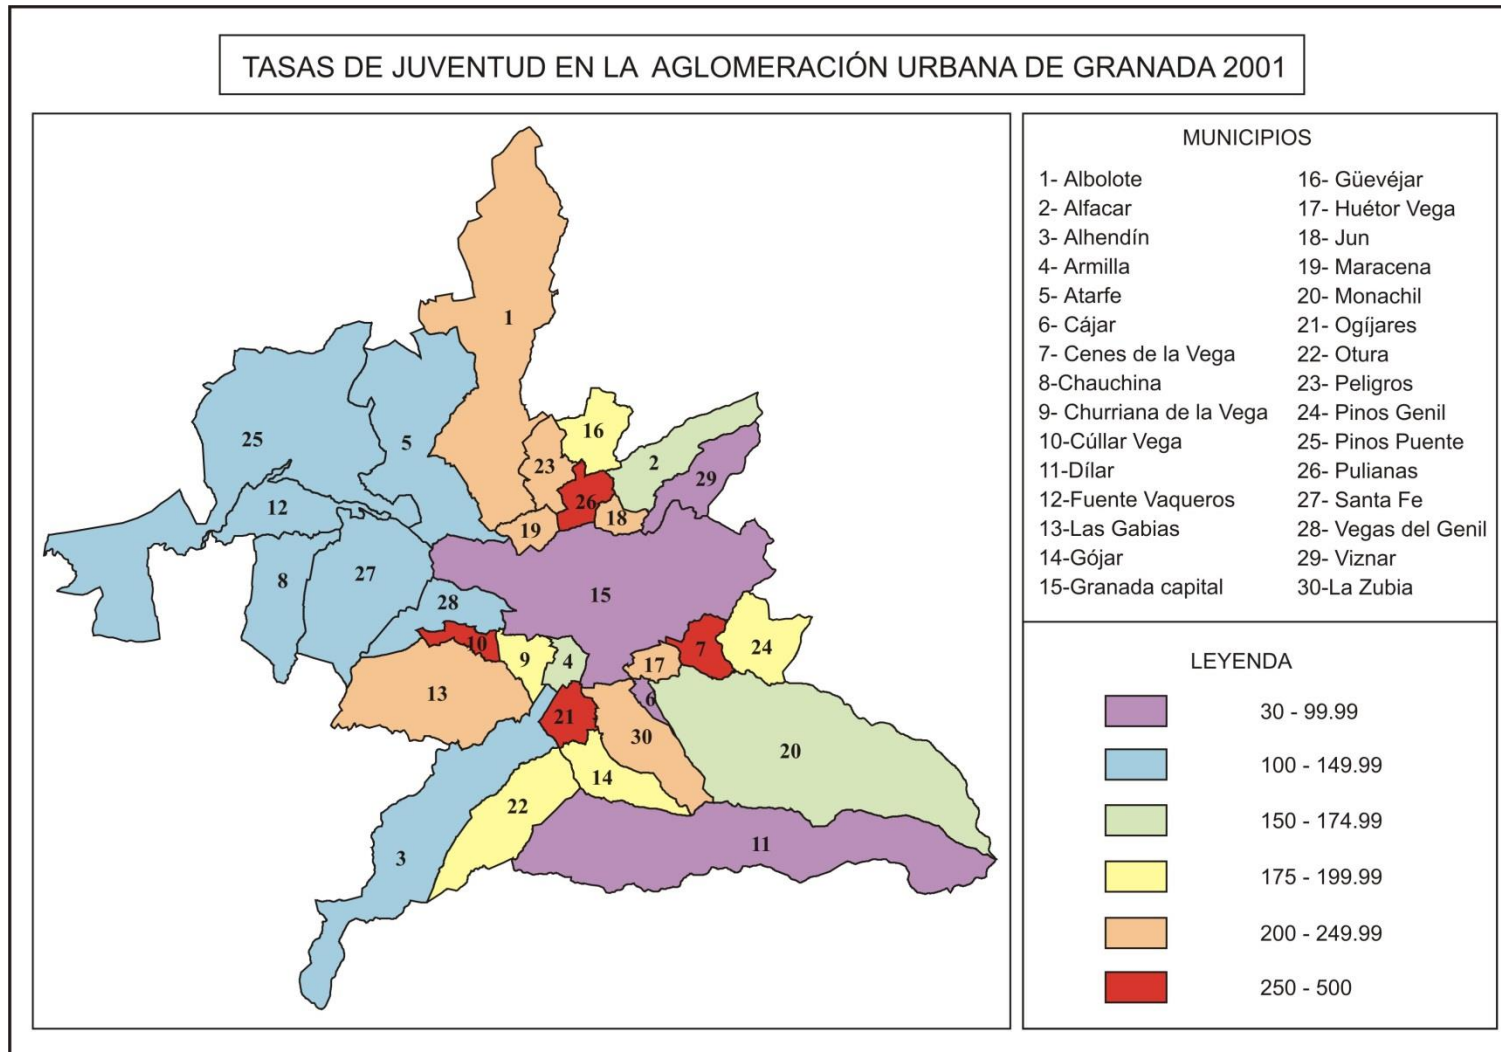 TASAS DE JUVENTUD EN LA AGLOMERACIÓN URBANA DE GRANADA 2001
MUNICIPIOS
1- Albolote
2- Alfacar
3- Alhendín
4- Armilla
5- Atarfe
6- Cájar
7- Cenes de la Vega
8-Chauchina
9- Churriana de la Vega
10-Cúllar Vega
11-Dílar
12-Fuente Vaqueros
13-Las Gabias
14-Gójar
15-Granada capital
16- Güevéjar
17- Huétor Vega
18- Jun
19- Maracena
20- Monachil
21- Ogíjares
22- Otura
23- Peligros
24- Pinos Genil
25- Pinos Puente
26- Pulianas
27- Santa Fe
28- Vegas del Genil
29- Viznar
30-La Zubia
LEYENDA
30 - 99.99
100 - 149.99
150 - 174.99
175 - 199.99
200 - 249.99
250 - 500
1
16
25
5
2
23
29
26
12
18
19
8
27
15
28
10
9
4
17
7
24
13
6
21
30
20
14
22
11
3